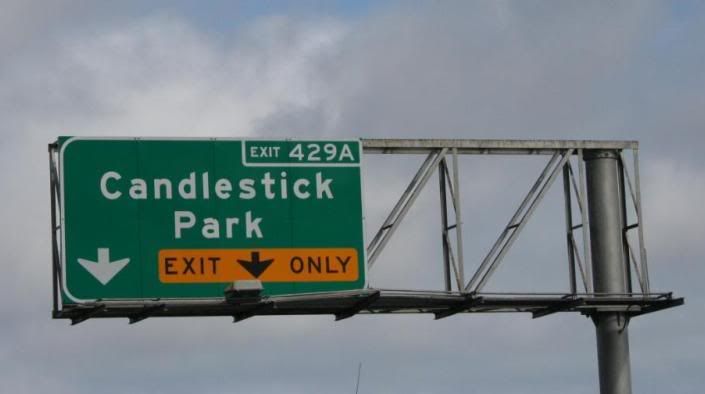 EXIT 429A
Candlestick
Park
EXIT ONLY